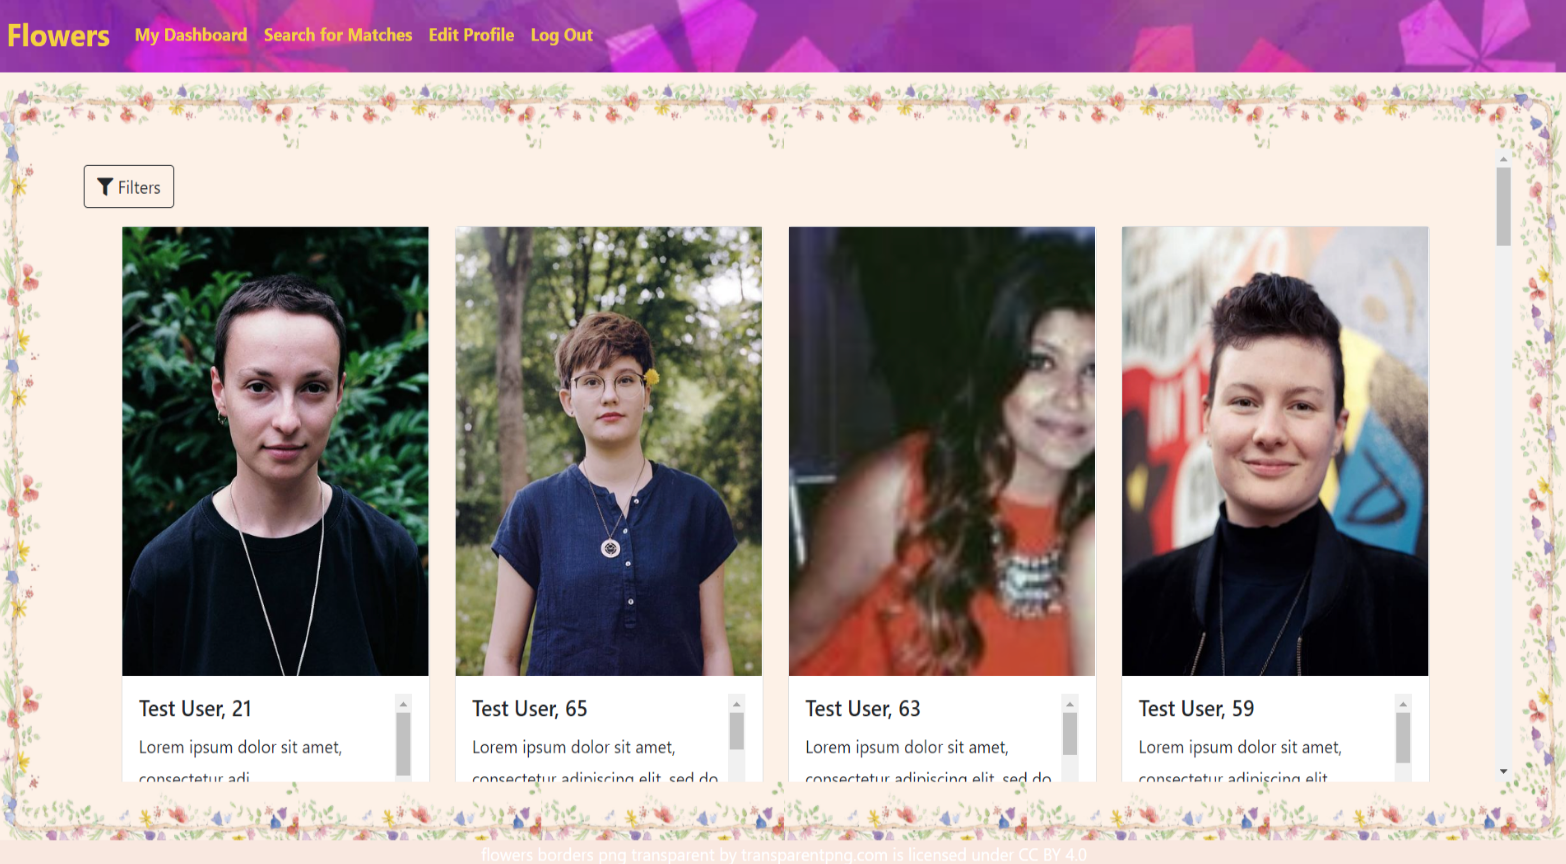 Flowers My Dashboard Search for Matches Edit Profile Log Out
Filters
Test User, 21
Lorem ipsum dolor sit amet,
consectetur adi
Test User, 65
Lorem ipsum dolor sit amet,
consectetur adipiscing elit, sed do
Test User, 63
Lorem ipsum dolor sit amet,
consectetur adipiscing elit, sed do
Test User, 59
Lorem ipsum dolor sit amet,
consectetur adipiscing elit
flowers borders png transparent by transparentpng.com is licensed under CC BY 4.0